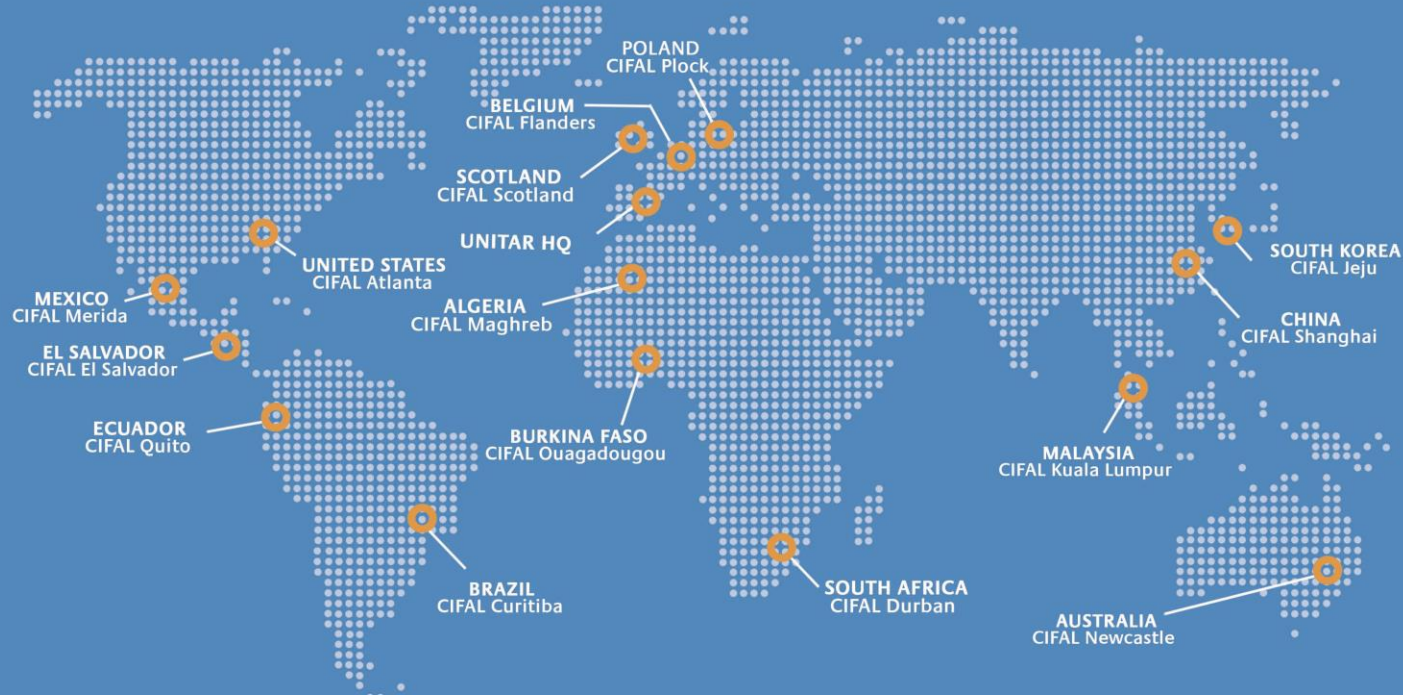 POLAND
CIFAL Plock
BELGIUM
CIFAL Flanders
SCOTLAND
CIFAL Scotland
UNITAR HQ
UNITED STATES
CIFAL Atlanta
SOUTH KOREA
CIFAL Jeju
MEXICO
CIFAL Merida
ALGERIA
CIFAL Maghreb
CHINA
CIFAL Shanghai
EL SALVADOR
CIFAL El Salvador
ECUADOR
CIFAL Quito
BURKINA FASO
CIFAL Ouagadougou
MALAYSIA
CIFAL Kuala Lumpur
BRAZIL
CIFAL Curitiba
SOUTH AFRICA
CIFAL Durban
AUSTRALIA
CIFAL Newcastle